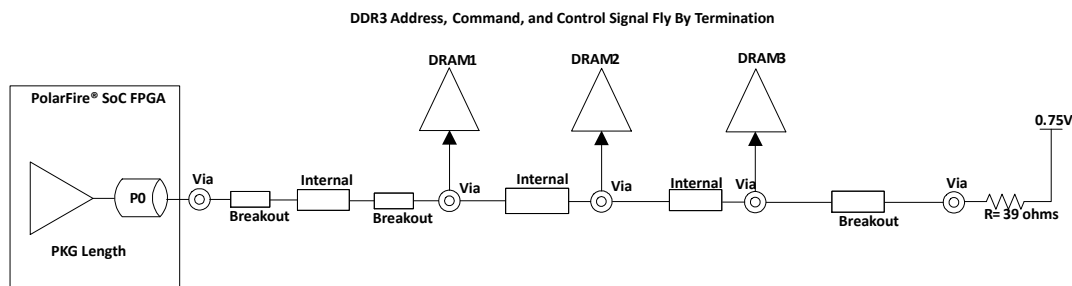 DDR3 Address, Command, and Control Signal Fly By Termination
DRAM1
DRAM2
DRAM3
PolarFire® SoC FPGA
0.75V
P0
Via
Internal
Via
Internal
Via
Internal
Via
Via
Breakout
Breakout
Breakout
R= 39 ohms
PKG Length